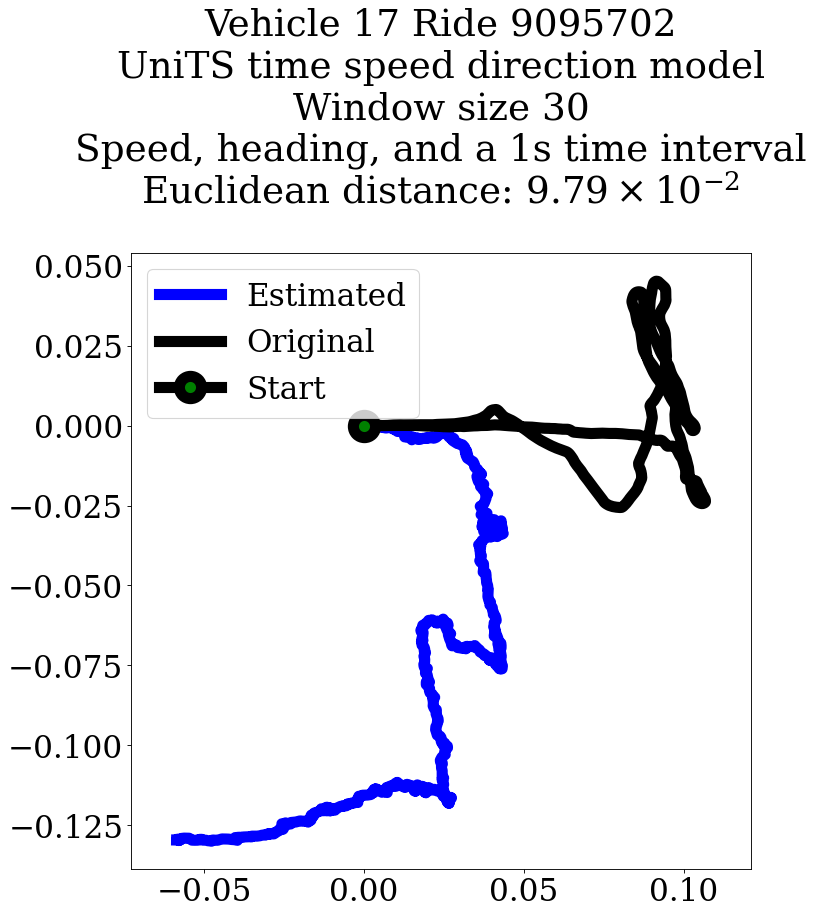 Vehicle 17 Ride 9095702
UniTS time speed direction model
Window size 30
Speed, heading, and a 1s time interval
Euclidean distance: 9.79 × 10⁻²
Estimated
Original
Start
0.050
0.025
0.000
−0.025
−0.050
−0.075
−0.100
−0.125
−0.05
0.00
0.05
0.10